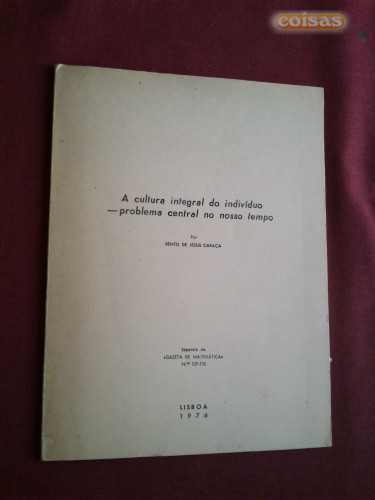 coisas
A cultura integral do indivíduo
—problema central no nosso tempo
Por
BENTO DE JESUS CARAÇA
Separata da
«GAZETA DE MATEMÁTICA»
N.os
LISBOA
1976